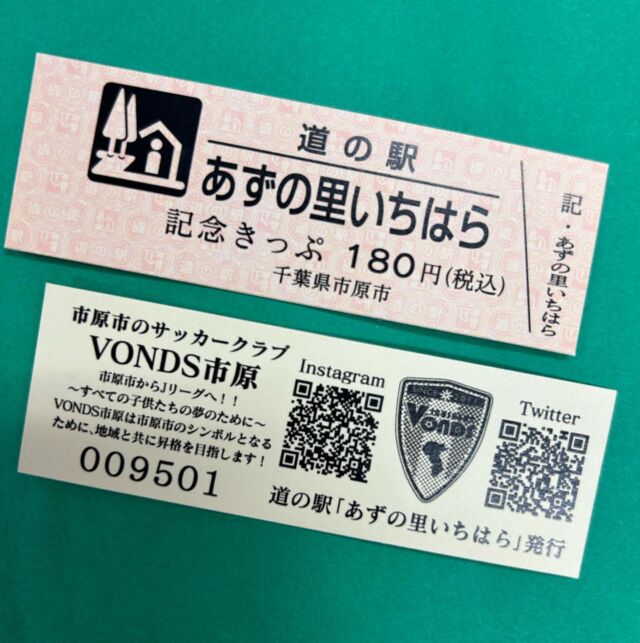 道の駅
あずの里いちはら
記念きっぷ 180円(税込)
千葉県市原市
記・あずの里いちはら
市原市のサッカークラブ
VONDS市原
市原市からJリーグへ!!
～すべての子供たちの夢のために～
VONDS市原は市原市のシンボルとなる
ために、地域と共に昇格を目指します!
009501
Instagram
VONDS
Twitter
道の駅「あずの里いちはら」発行